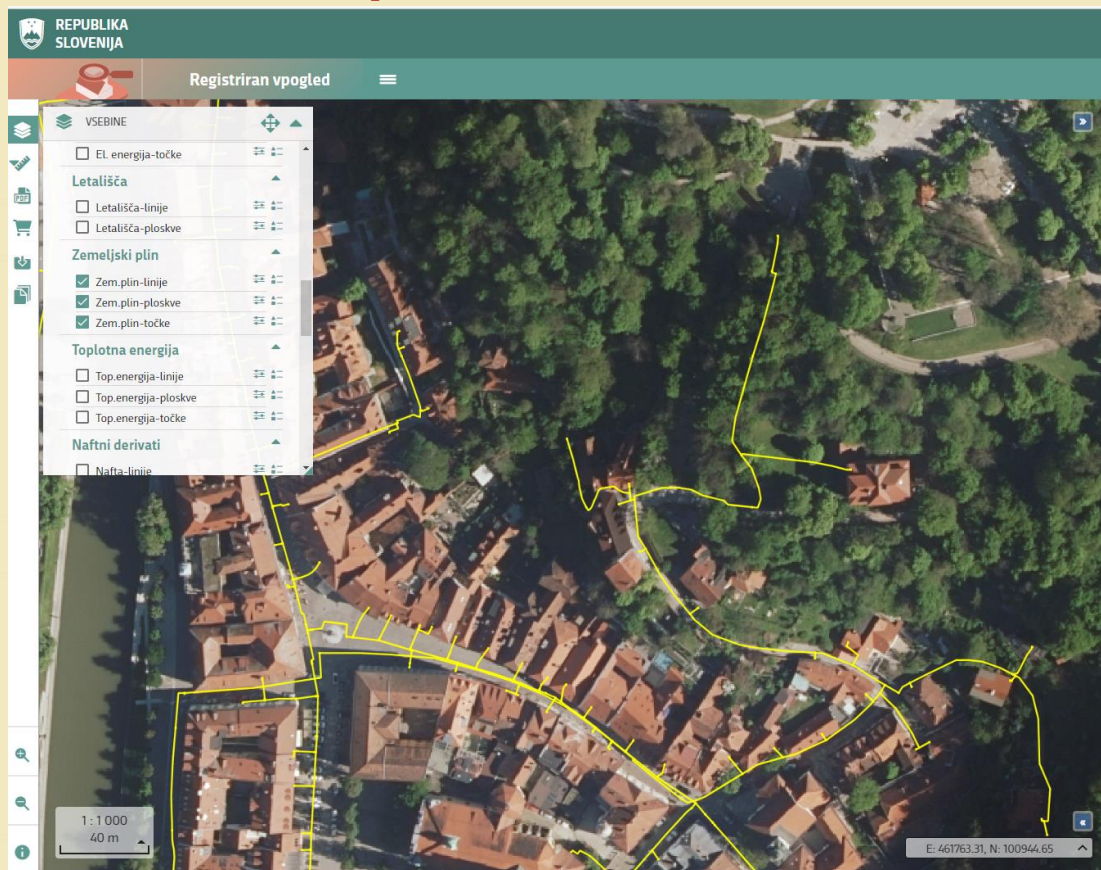 REPUBLIKA
SLOVENIJA
Registriran vpogled
VSEBINE
El. energija-točke
Letališča
Letališča-linije
Letališča-ploskve
Zemeljski plin
Zem.plin-linije
Zem.plin-ploskve
Zem.plin-točke
Toplotna energija
Top.energija-linije
Top.energija-ploskve
Top.energija-točke
Naftni derivati
Nafta-linije
PDF
1 : 1 000
40 m
E: 461763.31, N: 100944.65